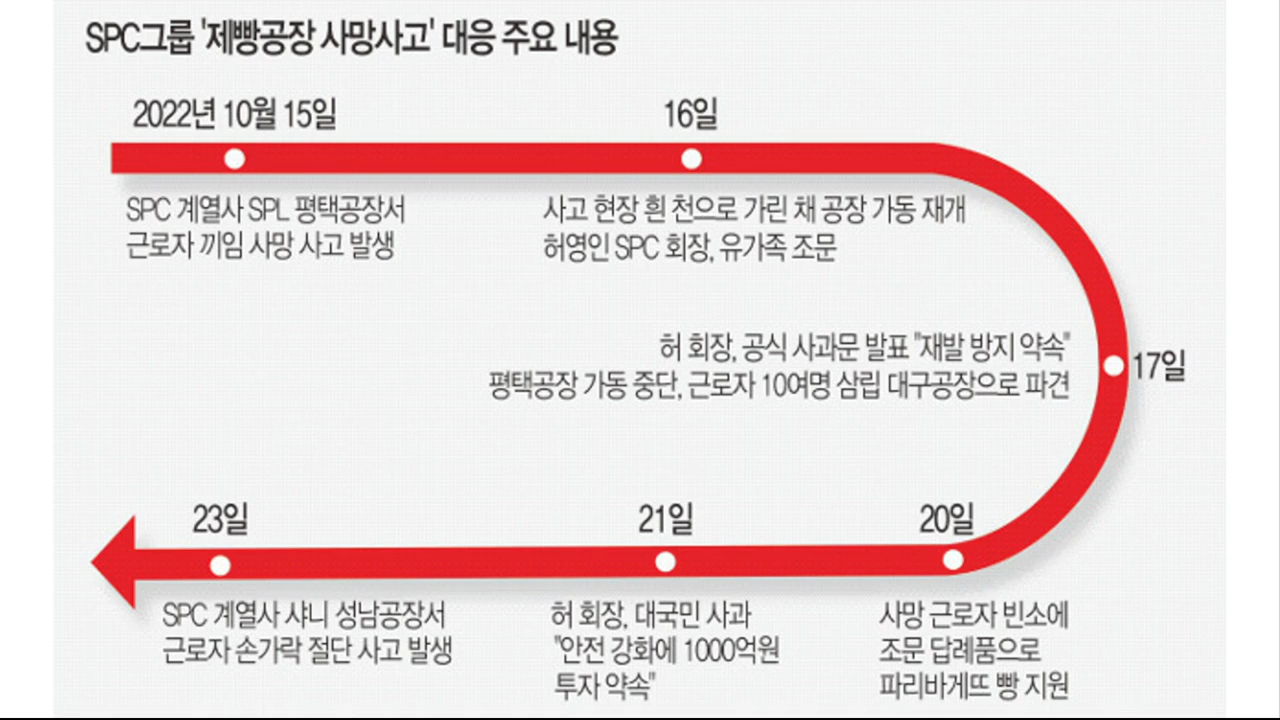 SPC그룹 '제빵공장 사망사고' 대응 주요 내용
2022년 10월 15일
SPC 계열사 SPL 평택공장서
근로자 끼임 사망 사고 발생
16일
사고 현장 흰 천으로 가린 채 공장 가동 재개
허영인 SPC 회장, 유가족 조문
17일
허 회장, 공식 사과문 발표 "재발 방지 약속"
평택공장 가동 중단, 근로자 10여명 삼립 대구공장으로 파견
20일
사망 근로자 빈소에
조문 답례품으로
파리바게뜨 빵 지원
21일
허 회장, 대국민 사과
"안전 강화에 1000억원
투자 약속"
23일
SPC 계열사 샤니 성남공장서
근로자 손가락 절단 사고 발생